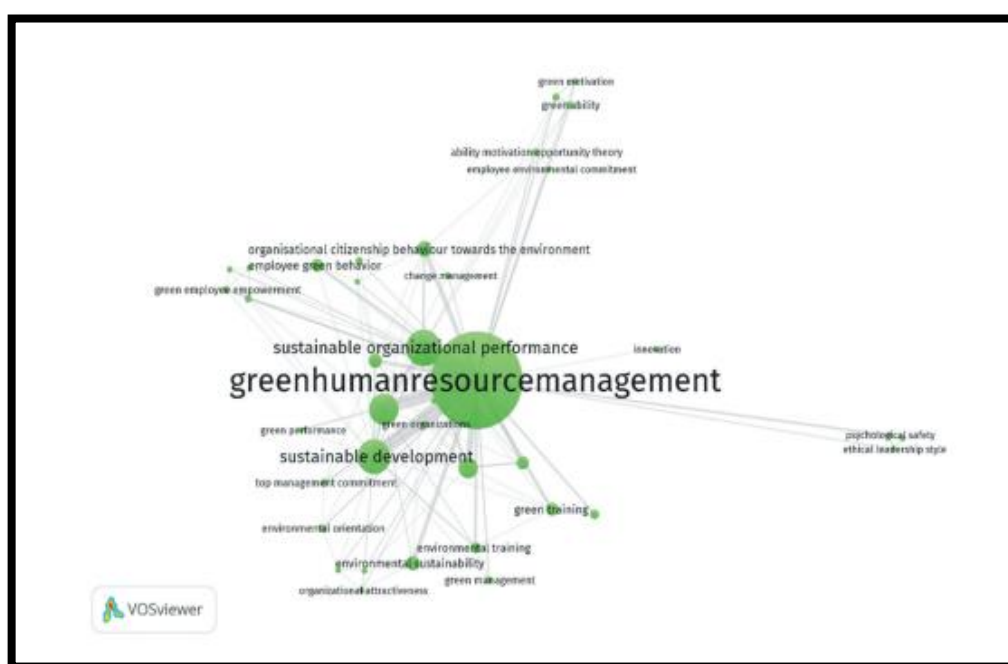 green motivation
green ability
ability motivation opportunity theory
employee environmental commitment
organisational citizenship behaviour towards the environment
employee green behavior
change management
green employee empowerment
sustainable organizational performance
innovation
greenhumanresourcemanagement
green organizations
green performance
psychological safety
ethical leadership style
sustainable development
top management commitment
green training
environmental orientation
environmental training
environmental sustainability
green management
organizational attractiveness
VOSviewer